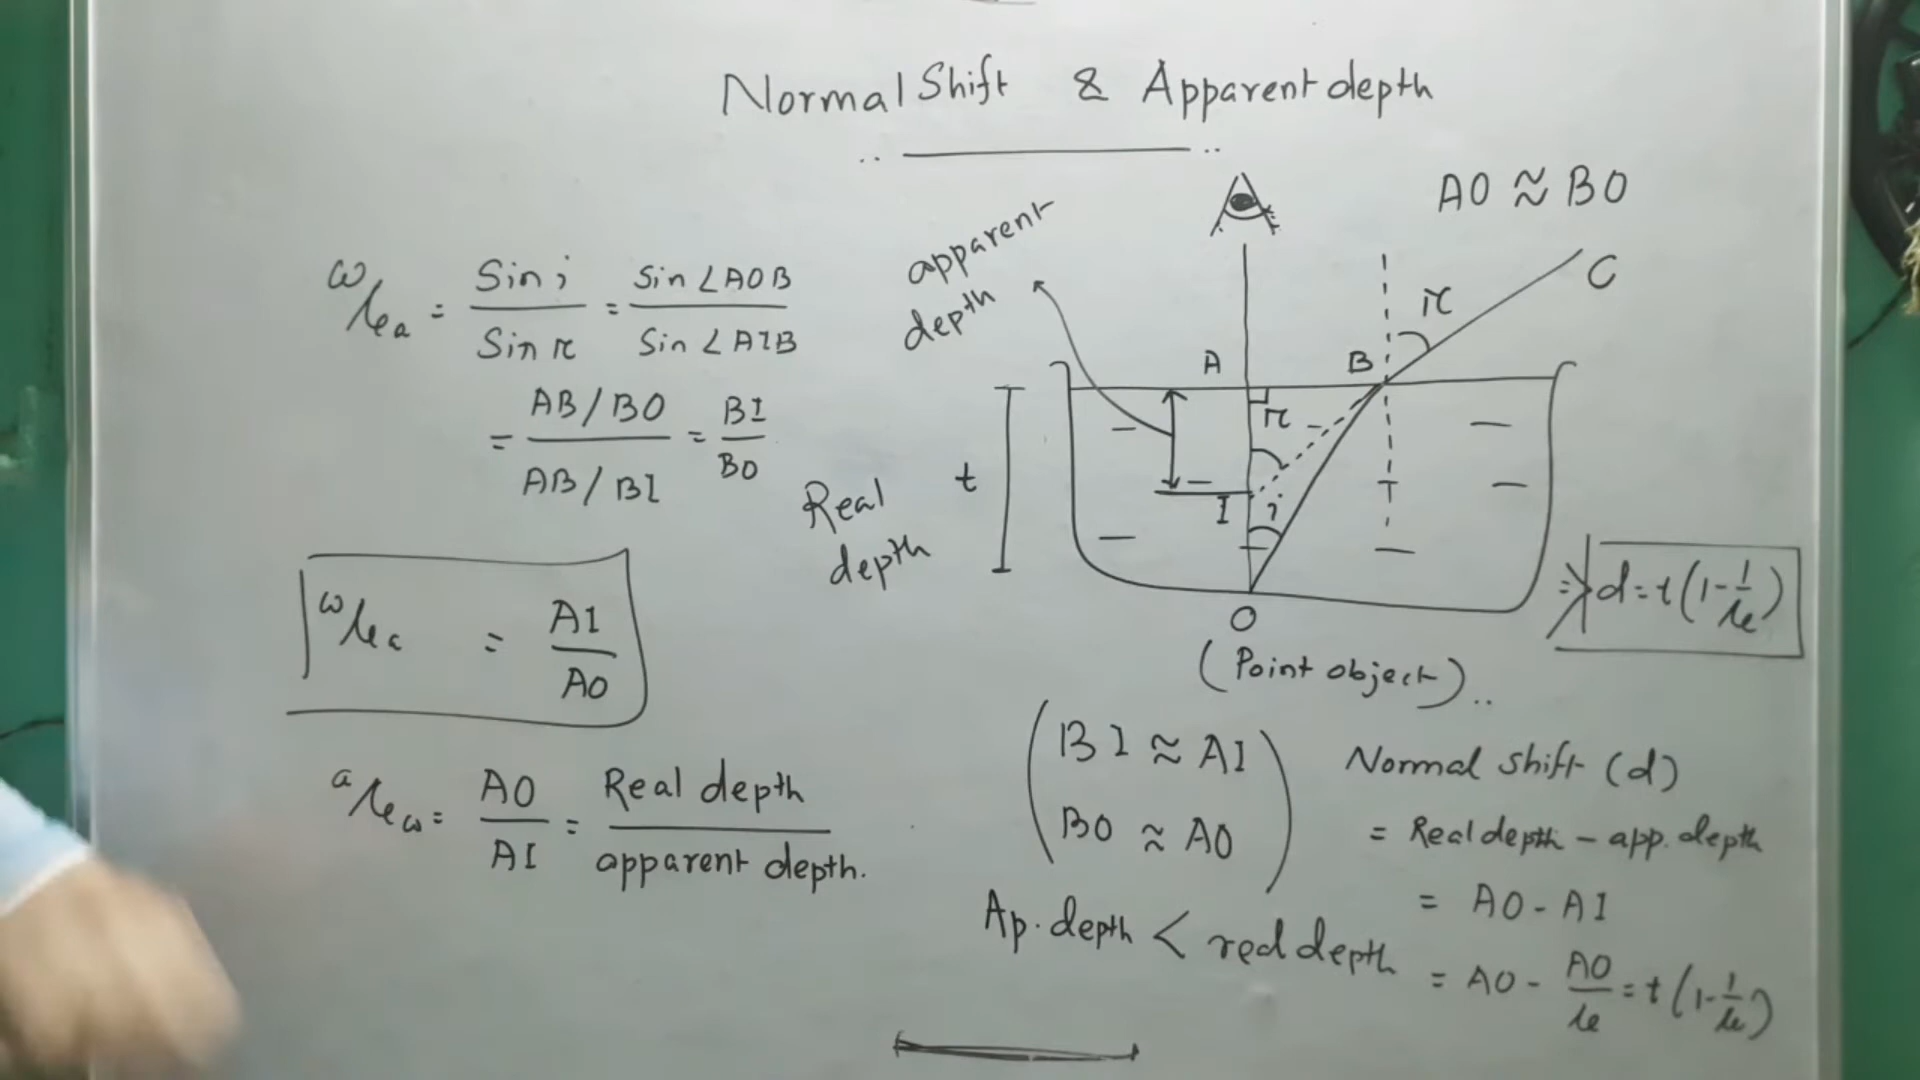 Normal Shift & Apparent depth
AO ≈ BO
ʷμₐ = Sin i / Sin r = Sin ∠AOB / Sin ∠AIB
= AB/BO / AB/BI = BI / BO
ʷμₐ = AI / AO
ᵃμω = AO / AI = Real depth / apparent depth.
apparent
depth
Real
depth
t
A
B
C
r
r
I
i
O
(Point object)..
=> d = t(1 - 1/μ)
(BI ≈ AI
BO ≈ AO)
Ap. depth < real depth
Normal shift (d)
= Real depth - app. depth
= AO - AI
= AO - AO/μ = t(1 - 1/μ)